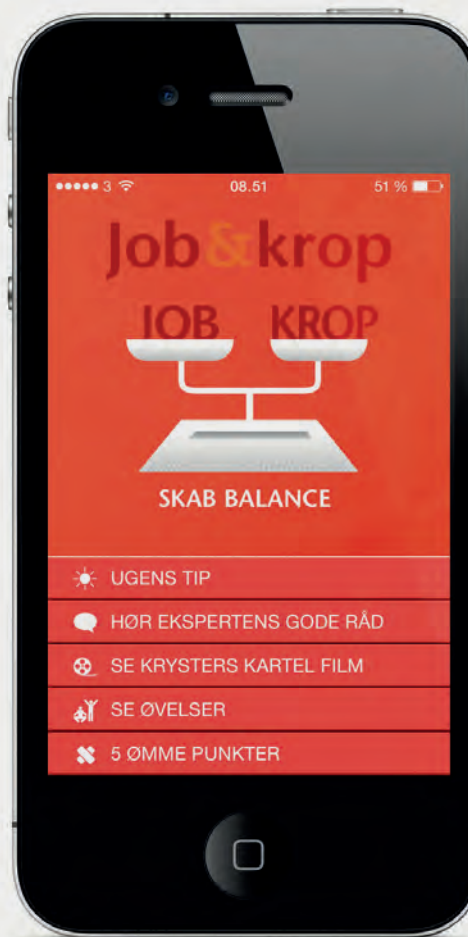 3 08.51 51 %
Job&krop
JOB KROP
SKAB BALANCE
UGENS TIP
HØR EKSPERTENS GODE RÅD
SE KRYSTERS KARTEL FILM
SE ØVELSER
5 ØMME PUNKTER